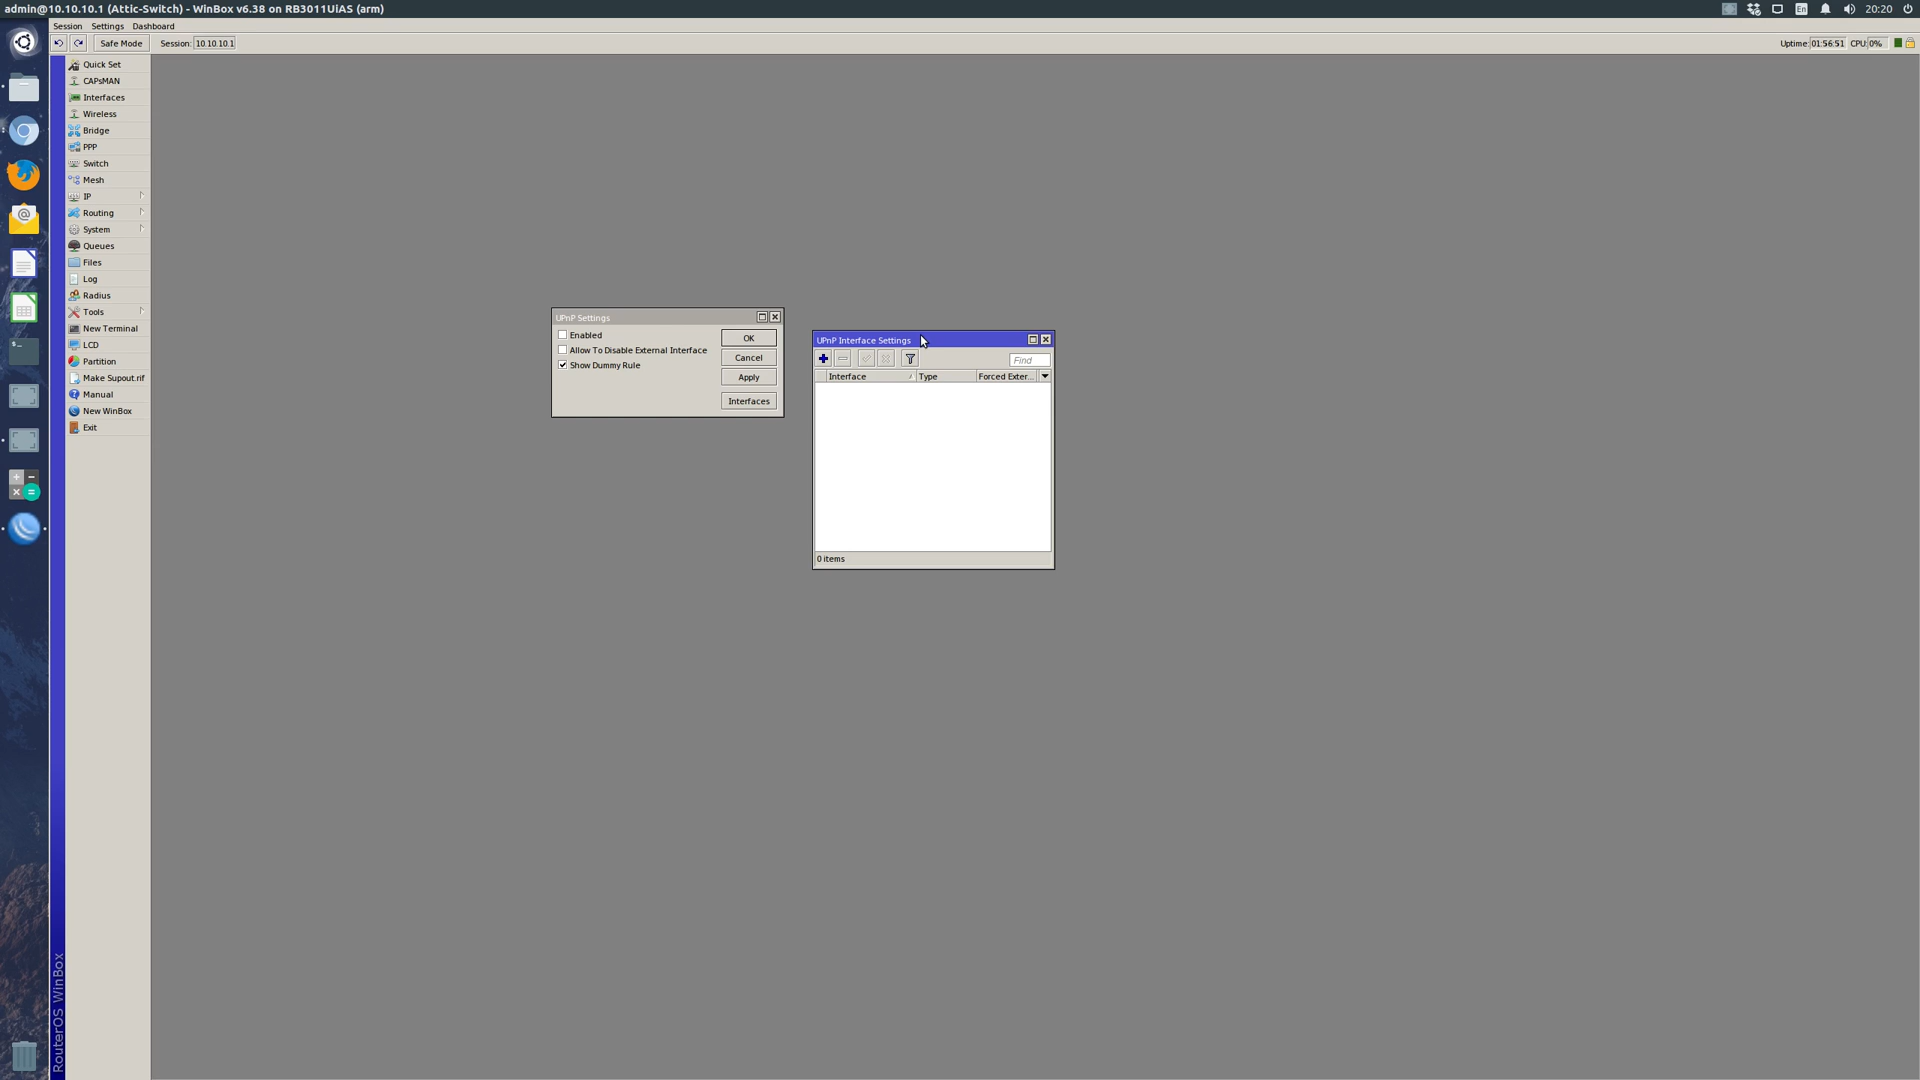 admin@10.10.10.1 (Attic-Switch) - WinBox v6.38 on RB3011UiAS (arm)
En
20:20
Session Settings Dashboard
Safe Mode Session: 10.10.10.1
Uptime: 01:56:51 CPU: 0%
Quick Set
CAPsMAN
Interfaces
Wireless
Bridge
PPP
Switch
Mesh
IP
Routing
System
Queues
Files
Log
Radius
Tools
New Terminal
LCD
Partition
Make Supout.rif
Manual
New WinBox
Exit
RouterOS WinBox
UPnP Settings
Enabled
Allow To Disable External Interface
Show Dummy Rule
OK
Cancel
Apply
Interfaces
UPnP Interface Settings
Find
Interface Type Forced Exter...
0 items